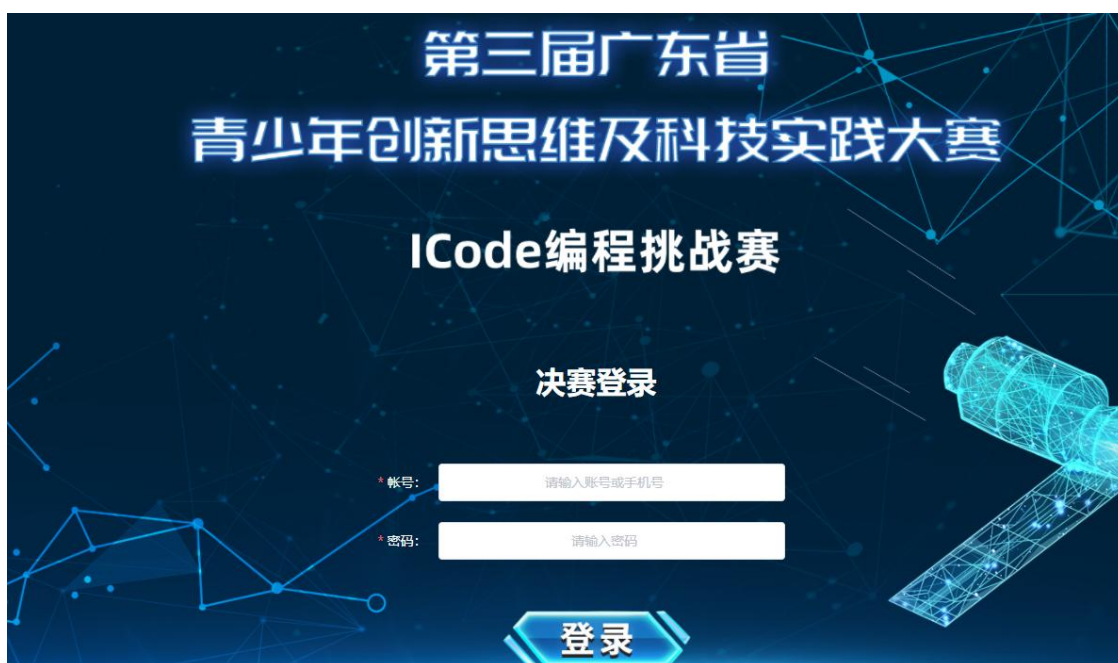 第三届广东省
青少年创新思维及科技实践大赛
ICode编程挑战赛
决赛登录
*帐号： 请输入账号或手机号
*密码： 请输入密码
登录